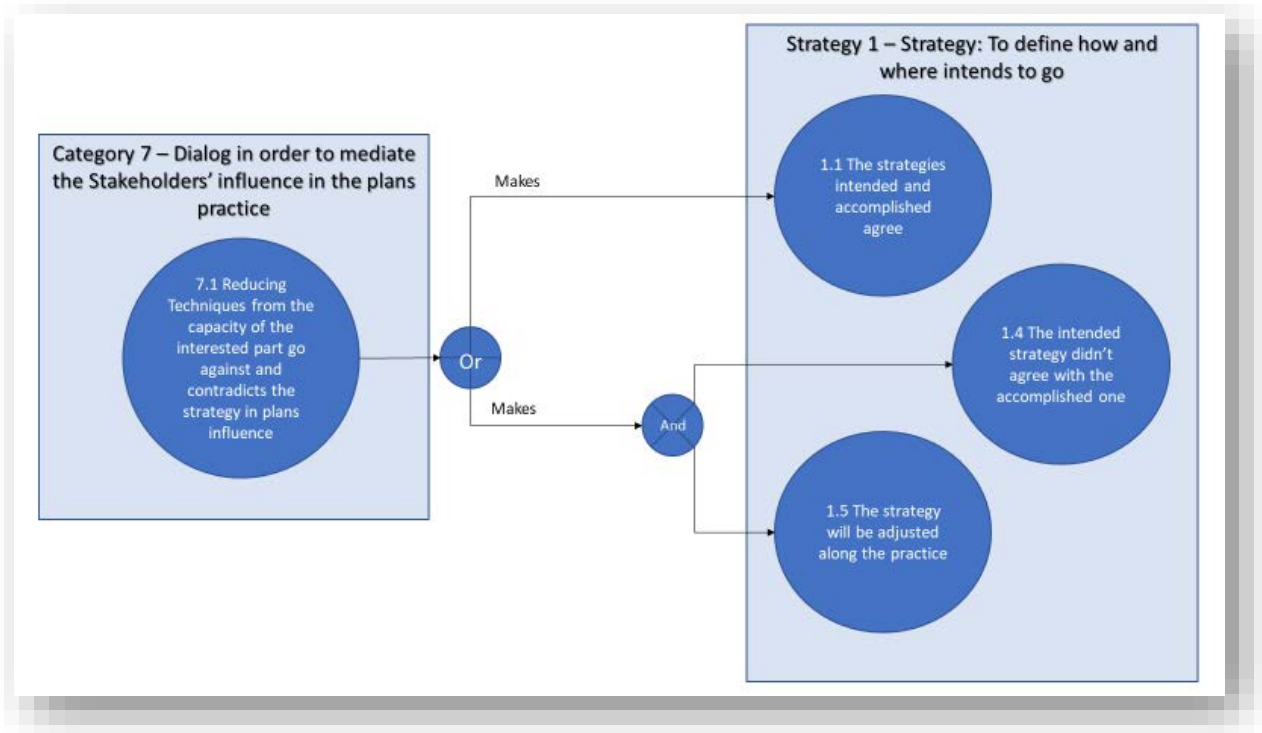 Category 7 – Dialog in order to mediate
the Stakeholders' influence in the plans
practice
7.1 Reducing
Techniques from the
capacity of the
interested part go
against and
contradicts the
strategy in plans
influence
Or
Makes
Makes
And
Strategy 1 – Strategy: To define how and
where intends to go
1.1 The strategies
intended and
accomplished
agree
1.4 The intended
strategy didn't
agree with the
accomplished one
1.5 The strategy
will be adjusted
along the practice